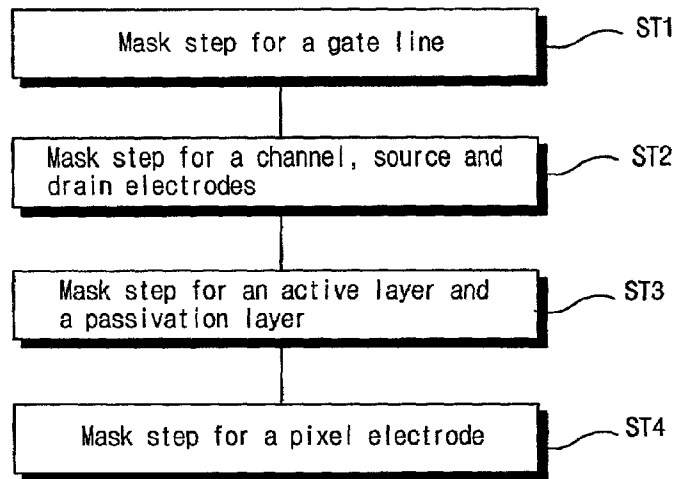 Mask step for a gate line
ST1
Mask step for a channel, source and
drain electrodes
ST2
Mask step for an active layer and
a passivation layer
ST3
Mask step for a pixel electrode
ST4